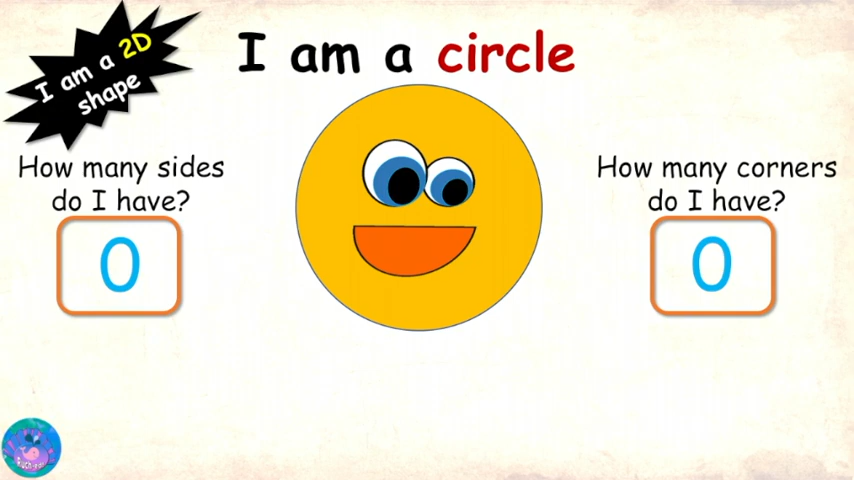 I am a 2D
shape
I am a circle
How many sides
do I have?
0
How many corners
do I have?
0